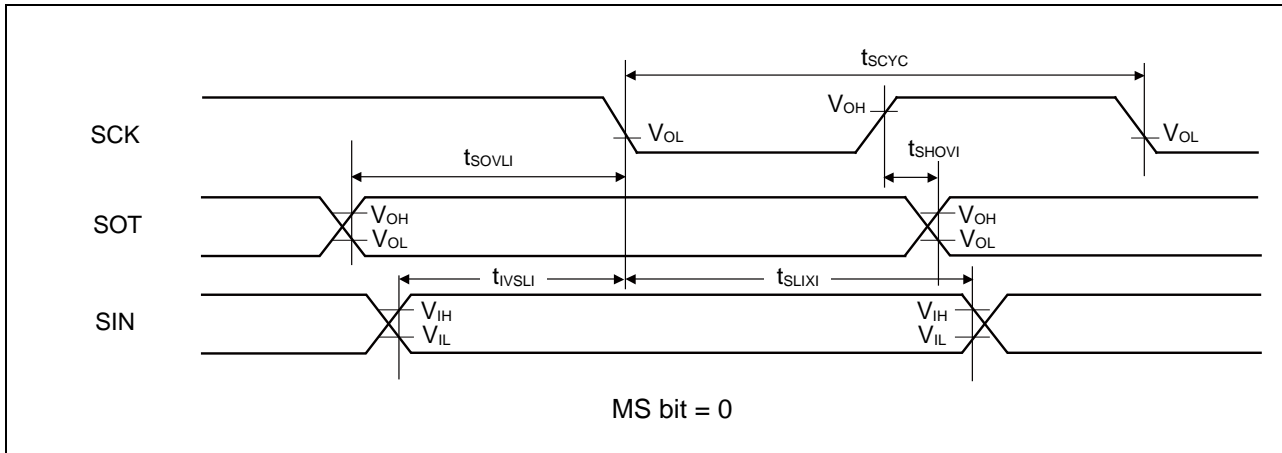 tSCYC
SCK
VOL
VOH
VOL
tSOVLI
tSHOVI
SOT
VOH
VOL
VOH
VOL
tIVSLI
tSLIXI
SIN
VIH
VIL
VIH
VIL
MS bit = 0